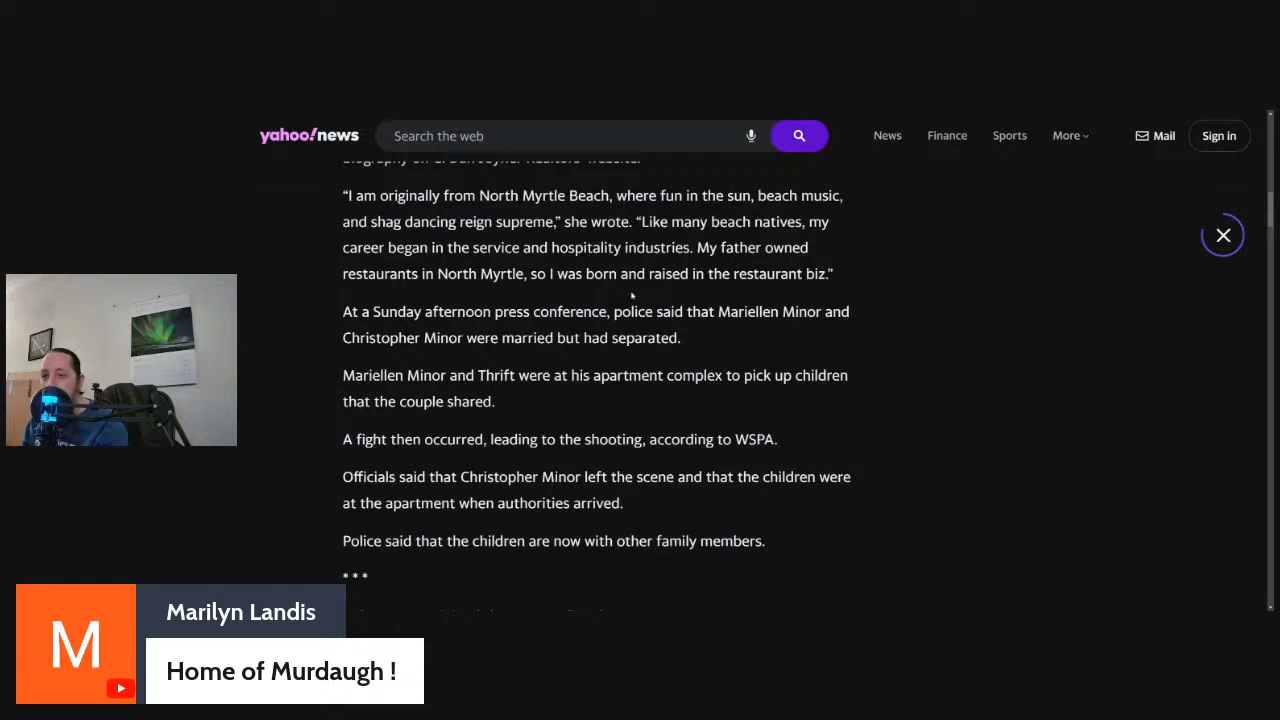 yahoo!news
Search the web
News
Finance
Sports
More
Mail
Sign in
“I am originally from North Myrtle Beach, where fun in the sun, beach music,
and shag dancing reign supreme,” she wrote. “Like many beach natives, my
career began in the service and hospitality industries. My father owned
restaurants in North Myrtle, so I was born and raised in the restaurant biz.”
At a Sunday afternoon press conference, police said that Mariellen Minor and
Christopher Minor were married but had separated.
Mariellen Minor and Thrift were at his apartment complex to pick up children
that the couple shared.
A fight then occurred, leading to the shooting, according to WSPA.
Officials said that Christopher Minor left the scene and that the children were
at the apartment when authorities arrived.
Police said that the children are now with other family members.
* * *
M
Marilyn Landis
Home of Murdaugh !